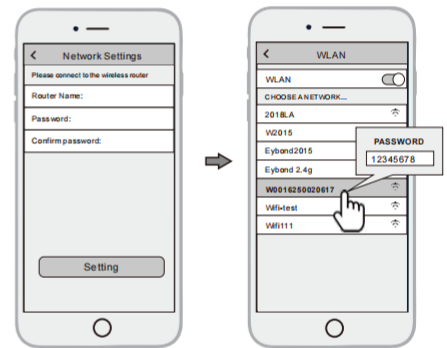 Network Settings
Please connect to the wireless router
Router Name:
Password:
Confirm password:
Setting
WLAN
WLAN
CHOOSE A NETWORK...
2018LA
W2015
Eybond2015
Eybond 2.4g
W0016250020617
Wifi-test
Wifi111
PASSWORD
12345678